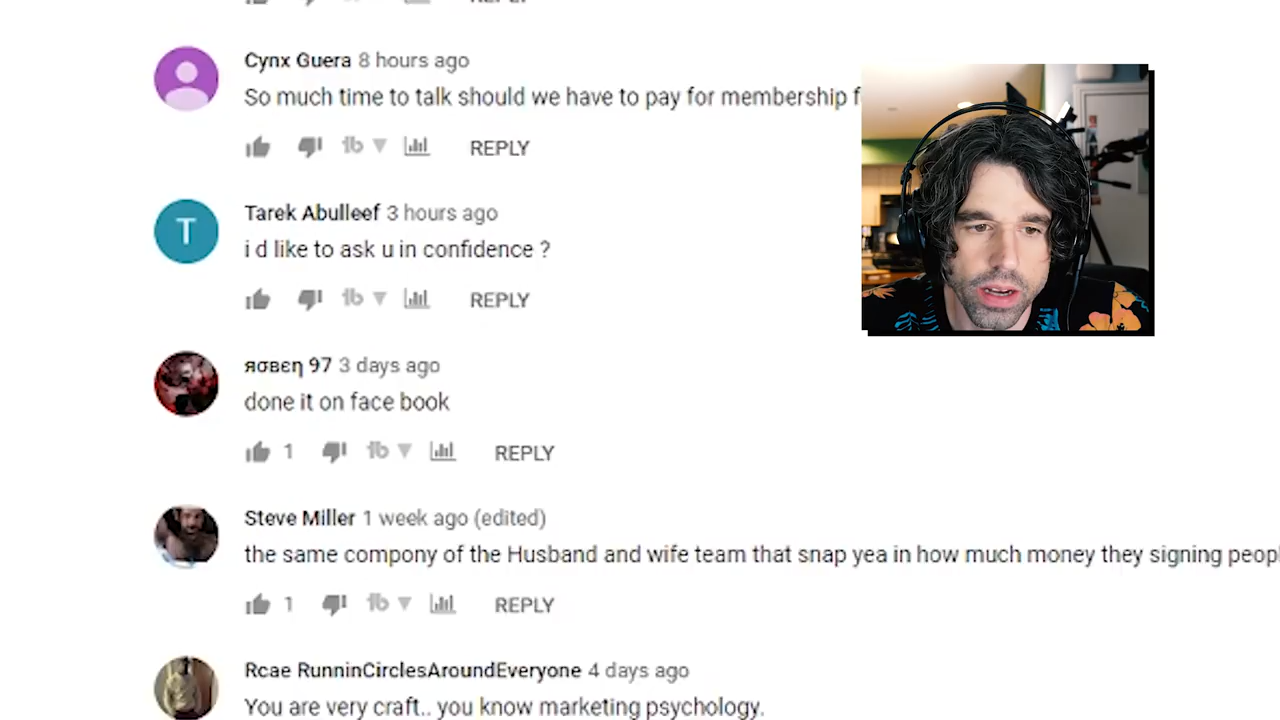 REPLY
Cynx Guera 8 hours ago
So much time to talk should we have to pay for membership f
REPLY
T
Tarek Abulleef 3 hours ago
i d like to ask u in confidence ?
REPLY
яσвєη 97 3 days ago
done it on face book
1 REPLY
Steve Miller 1 week ago (edited)
the same compony of the Husband and wife team that snap yea in how much money they signing peopl
1 REPLY
Rcae RunninCirclesAroundEveryone 4 days ago
You are very craft.. you know marketing psychology.